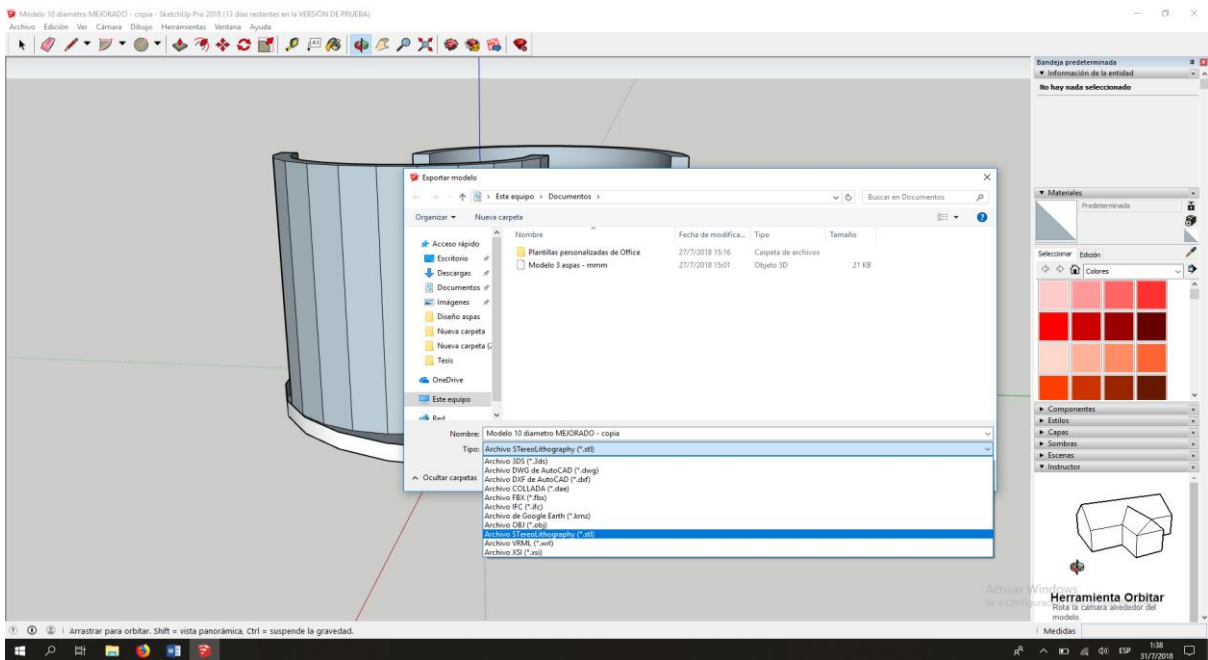 Modelo 10 diametro MEJORADO - copia - SketchUp Pro 2018 (13 días restantes en la VERSIÓN DE PRUEBA)
Archivo Edición Ver Cámara Dibujo Herramientas Ventana Ayuda
Bandeja predeterminada
Información de la entidad
No hay nada seleccionado
Exportar modelo
Este equipo > Documentos >
Buscar en Documentos
Organizar Nueva carpeta
Nombre Fecha de modifica... Tipo Tamaño
Plantillas personalizadas de Office 27/7/2018 15:16 Carpeta de archivos
Modelo 3 aspas - mmm 27/7/2018 15:01 Objeto 3D 21 KB
Acceso rápido
Escritorio
Descargas
Documentos
Imágenes
Diseño aspas
Nueva carpeta
Nueva carpeta (2
Tesis
OneDrive
Este equipo
Red
Nombre: Modelo 10 diametro MEJORADO - copia
Tipo: Archivo STereoLithography (*.stl)
Ocultar carpetas
Archivo 3DS (*.3ds)
Archivo DWG de AutoCAD (*.dwg)
Archivo DXF de AutoCAD (*.dxf)
Archivo COLLADA (*.dae)
Archivo FBX (*.fbx)
Archivo IFC (*.ifc)
Archivo de Google Earth (*.kmz)
Archivo OBJ (*.obj)
Archivo STereoLithography (*.stl)
Archivo VRML (*.wrl)
Archivo XSI (*.xsi)
Materiales
Predeterminada
Seleccionar Edición
Colores
Componentes
Estilos
Capas
Sombras
Escenas
Instructor
Activar Windows
Herramienta Orbitar
Rota la cámara alrededor del
modelo.
Arrastrar para orbitar. Shift = vista panorámica, Ctrl = suspende la gravedad.
Medidas
ESP
1:38
31/7/2018